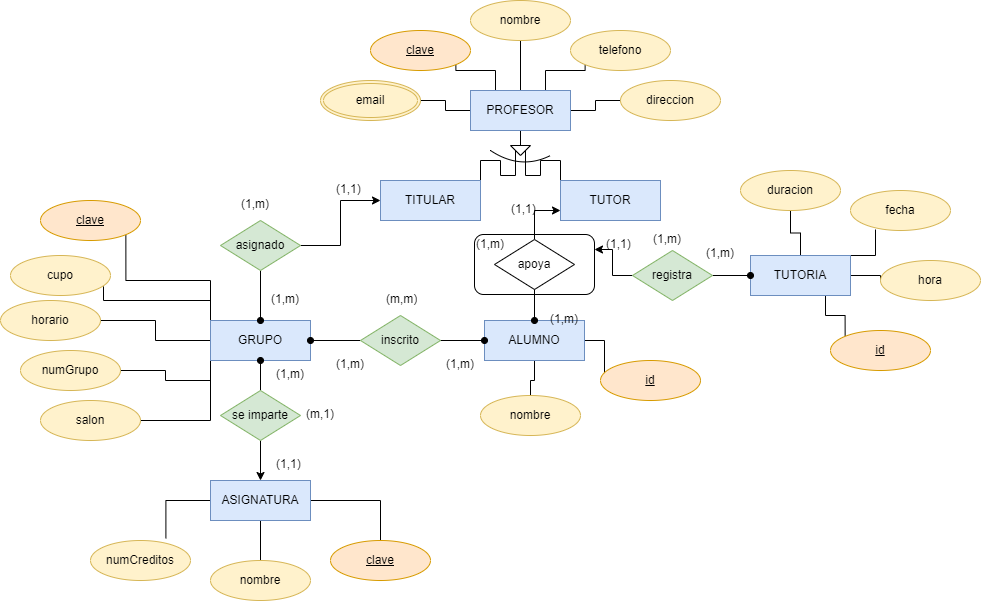 nombre
clave
telefono
email
direccion
PROFESOR
TITULAR
TUTOR
(1,1)
(1,m)
(1,1)
duracion
fecha
clave
asignado
(1,m)
apoya
(1,1)
(1,m)
registra
(1,m)
TUTORIA
hora
cupo
horario
(1,m)
(m,m)
(1,m)
GRUPO
inscrito
ALUMNO
id
(1,m)
(1,m)
numGrupo
(1,m)
id
salon
se imparte
(m,1)
nombre
(1,1)
ASIGNATURA
numCreditos
nombre
clave